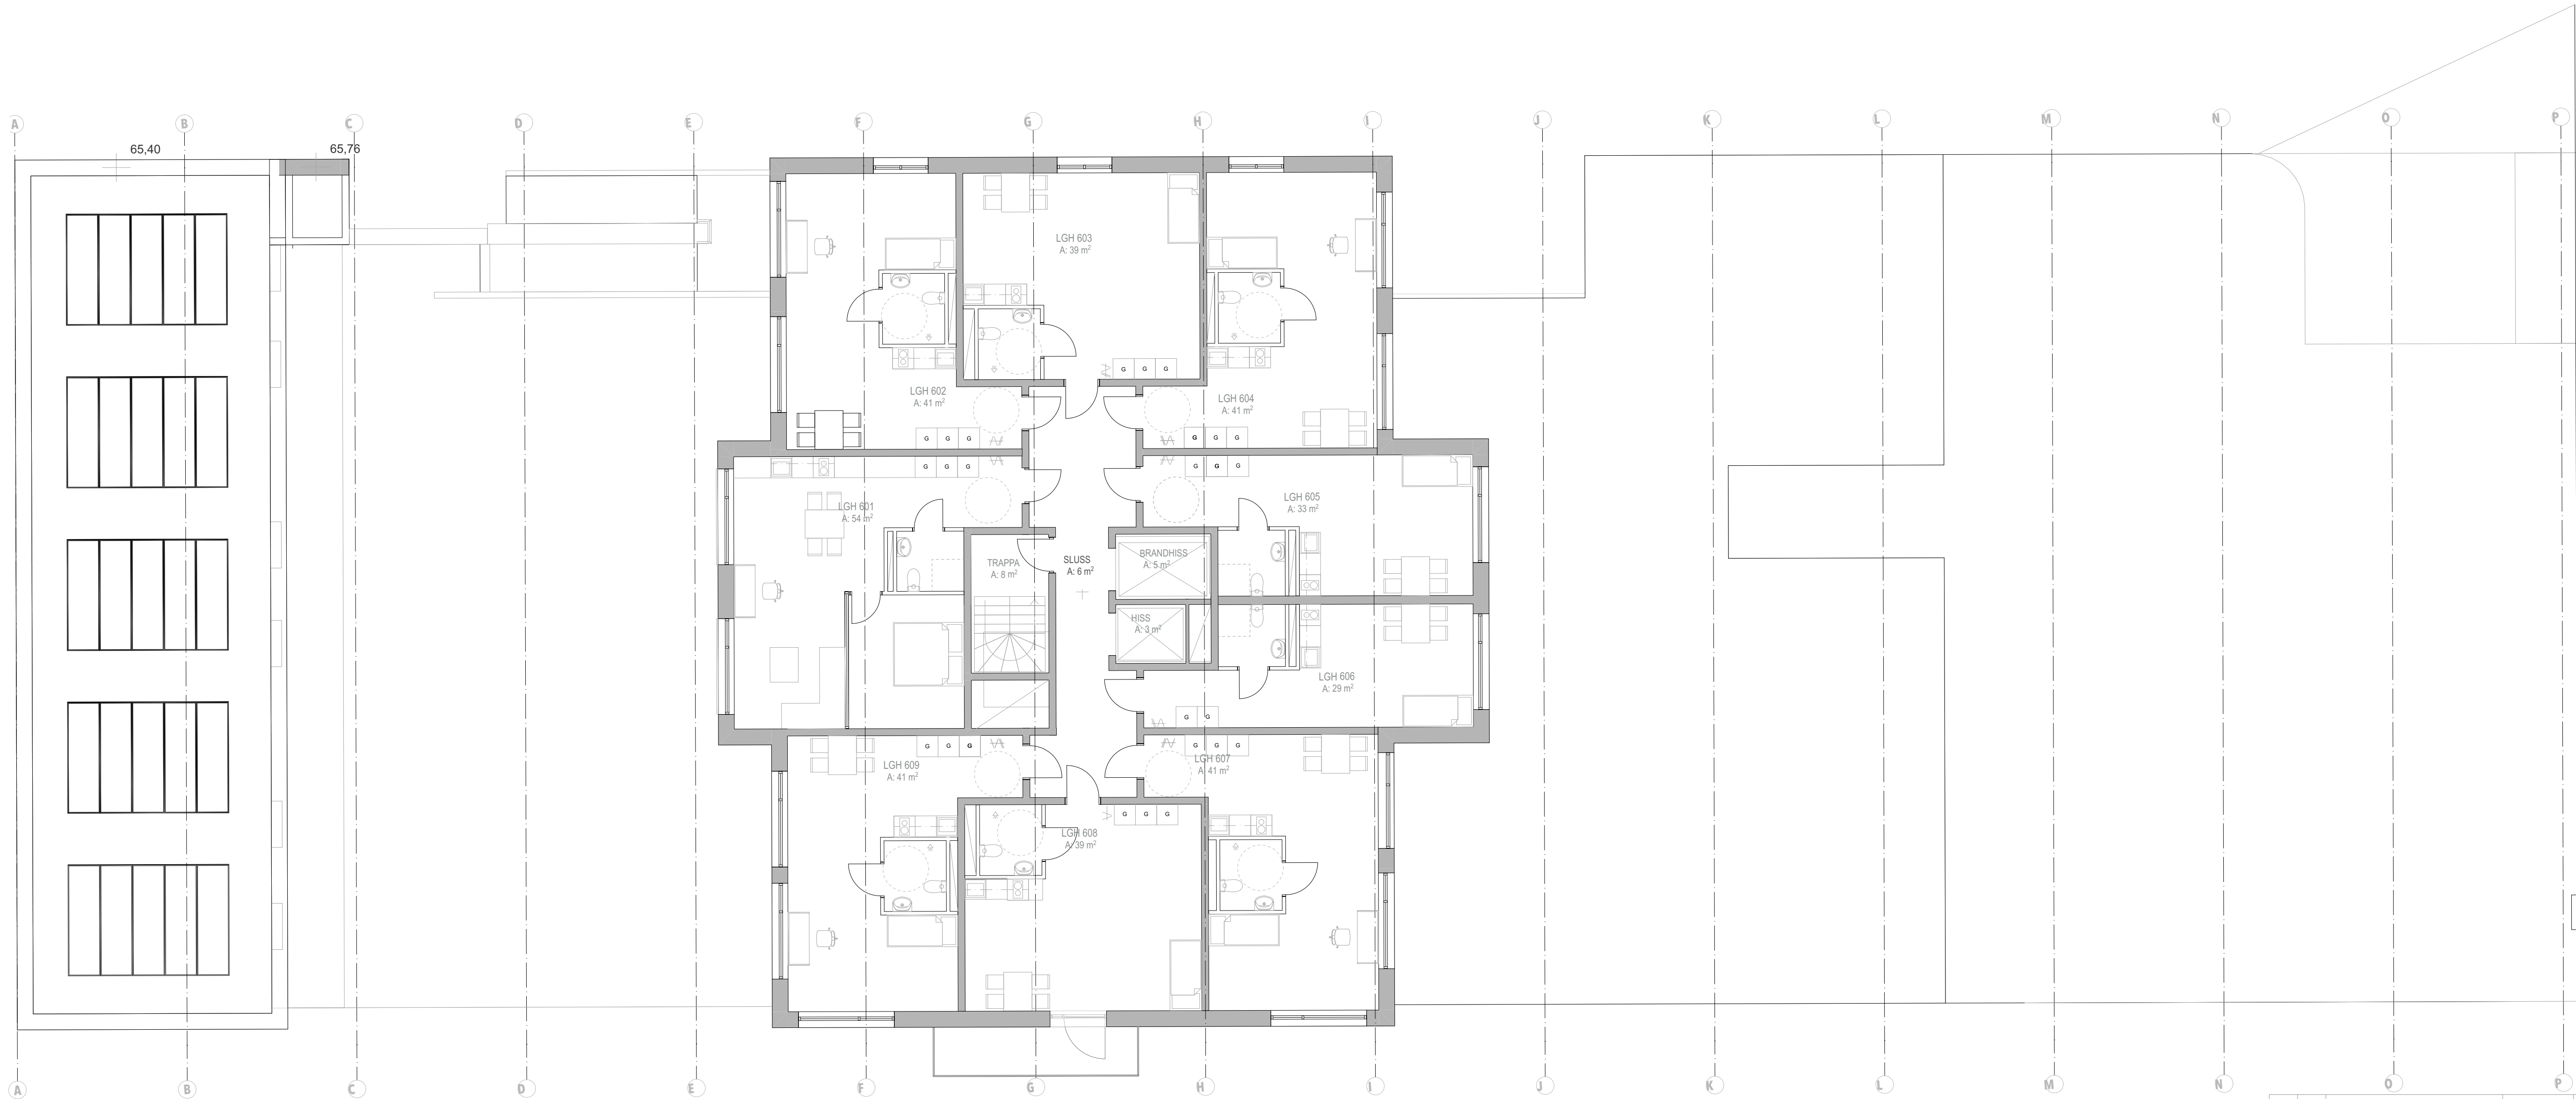 A B C D E F G H I J K L M N O P
65,40 65,76
LGH 603
A: 39 m²
G G G
LGH 602
A: 41 m²
LGH 604
A: 41 m²
G G G
G G G
G G G
G G G
LGH 601
A: 54 m²
LGH 605
A: 33 m²
TRAPPA
A: 8 m²
SLUSS
A: 6 m²
BRANDHISS
A: 5 m²
HISS
A: 3 m²
LGH 606
A: 29 m²
G G
G G G
G G G
LGH 609
A: 41 m²
LGH 607
A: 41 m²
G G G
LGH 608
A: 39 m²
A B C D E F G H I J K L M N O P